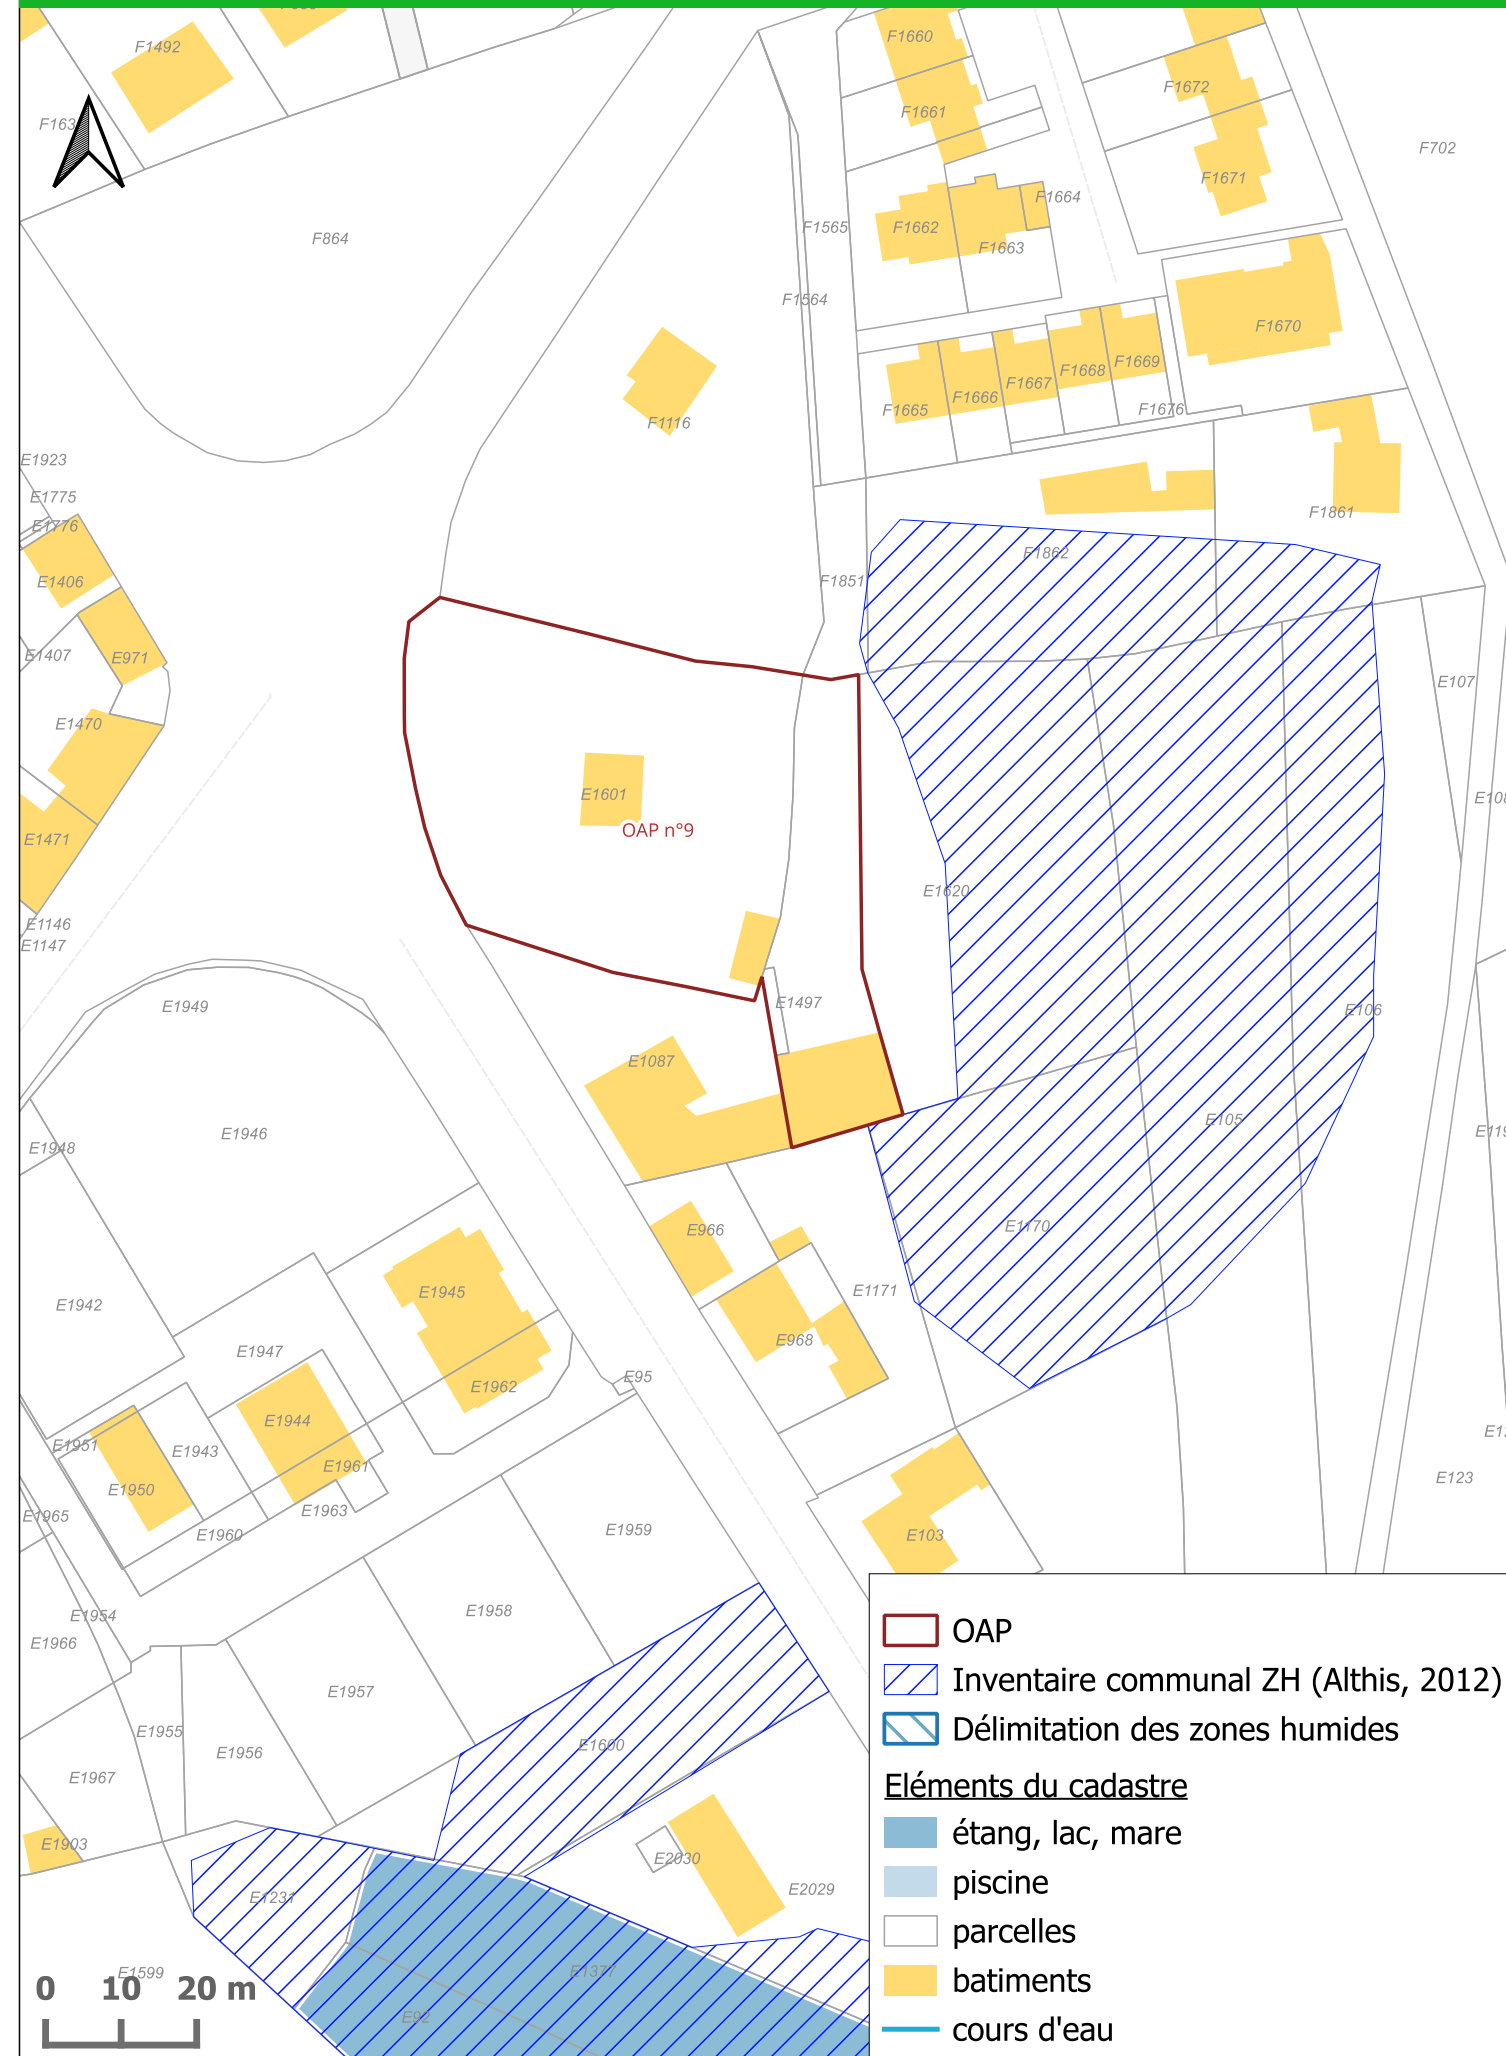 F1492
F163
F864
F1660
F1661
F1672
F1671
F702
F1565
F1662
F1664
F1663
F1564
F1670
F1116
F1665
F1666
F1667
F1668
F1669
F1676
E1923
E1775
E1776
E1406
F1861
F1862
F1851
E1407
E971
E1470
E107
E1601
OAP n°9
E108
E1471
E1620
E1146
E1147
E1949
E1497
E106
E1087
E105
E1946
E1948
E119
E966
E1170
E1945
E1171
E1942
E968
E1947
E95
E1962
E1944
E1951
E1943
E1961
E1950
E123
E1963
E1965
E1960
E1959
E103
E1954
E1958
E1966
E1957
E1955
E1956
E1600
E1967
E1903
E2030
E2029
E1231
E1599
E1377
E92
0 10 20 m
OAP
Inventaire communal ZH (Althis, 2012)
Délimitation des zones humides
Eléments du cadastre
étang, lac, mare
piscine
parcelles
batiments
cours d'eau